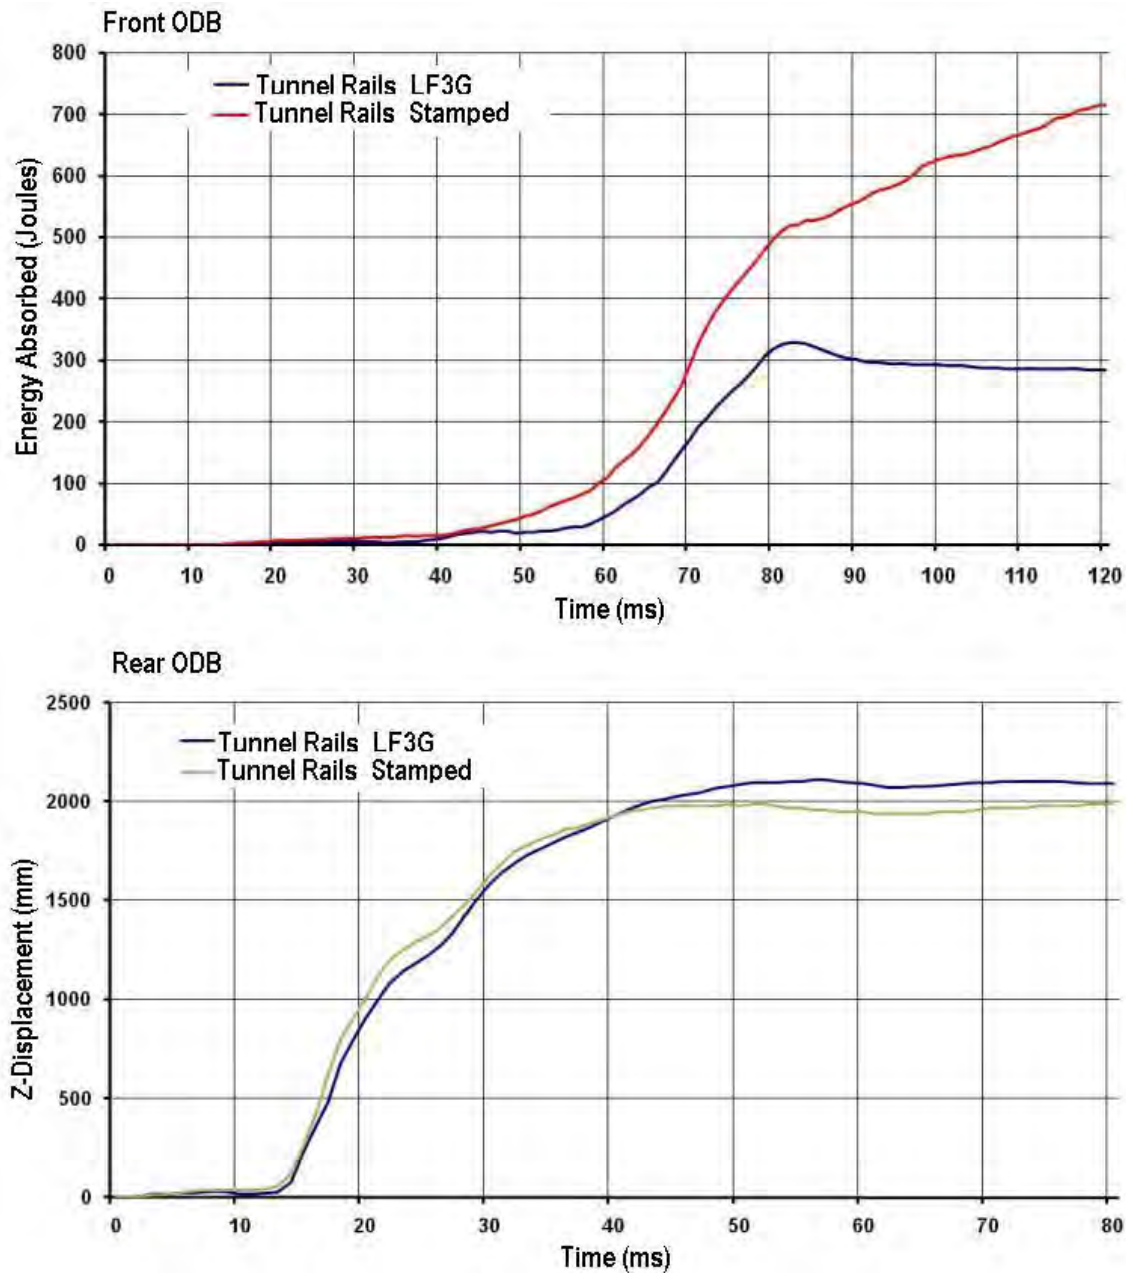 Front ODB
800
700
600
500
400
300
200
100
0
Energy Absorbed (Joules)
Tunnel Rails LF3G
Tunnel Rails Stamped
0 10 20 30 40 50 60 70 80 90 100 110 120
Time (ms)
Rear ODB
2500
2000
1500
1000
500
0
Z-Displacement (mm)
Tunnel Rails LF3G
Tunnel Rails Stamped
0 10 20 30 40 50 60 70 80
Time (ms)